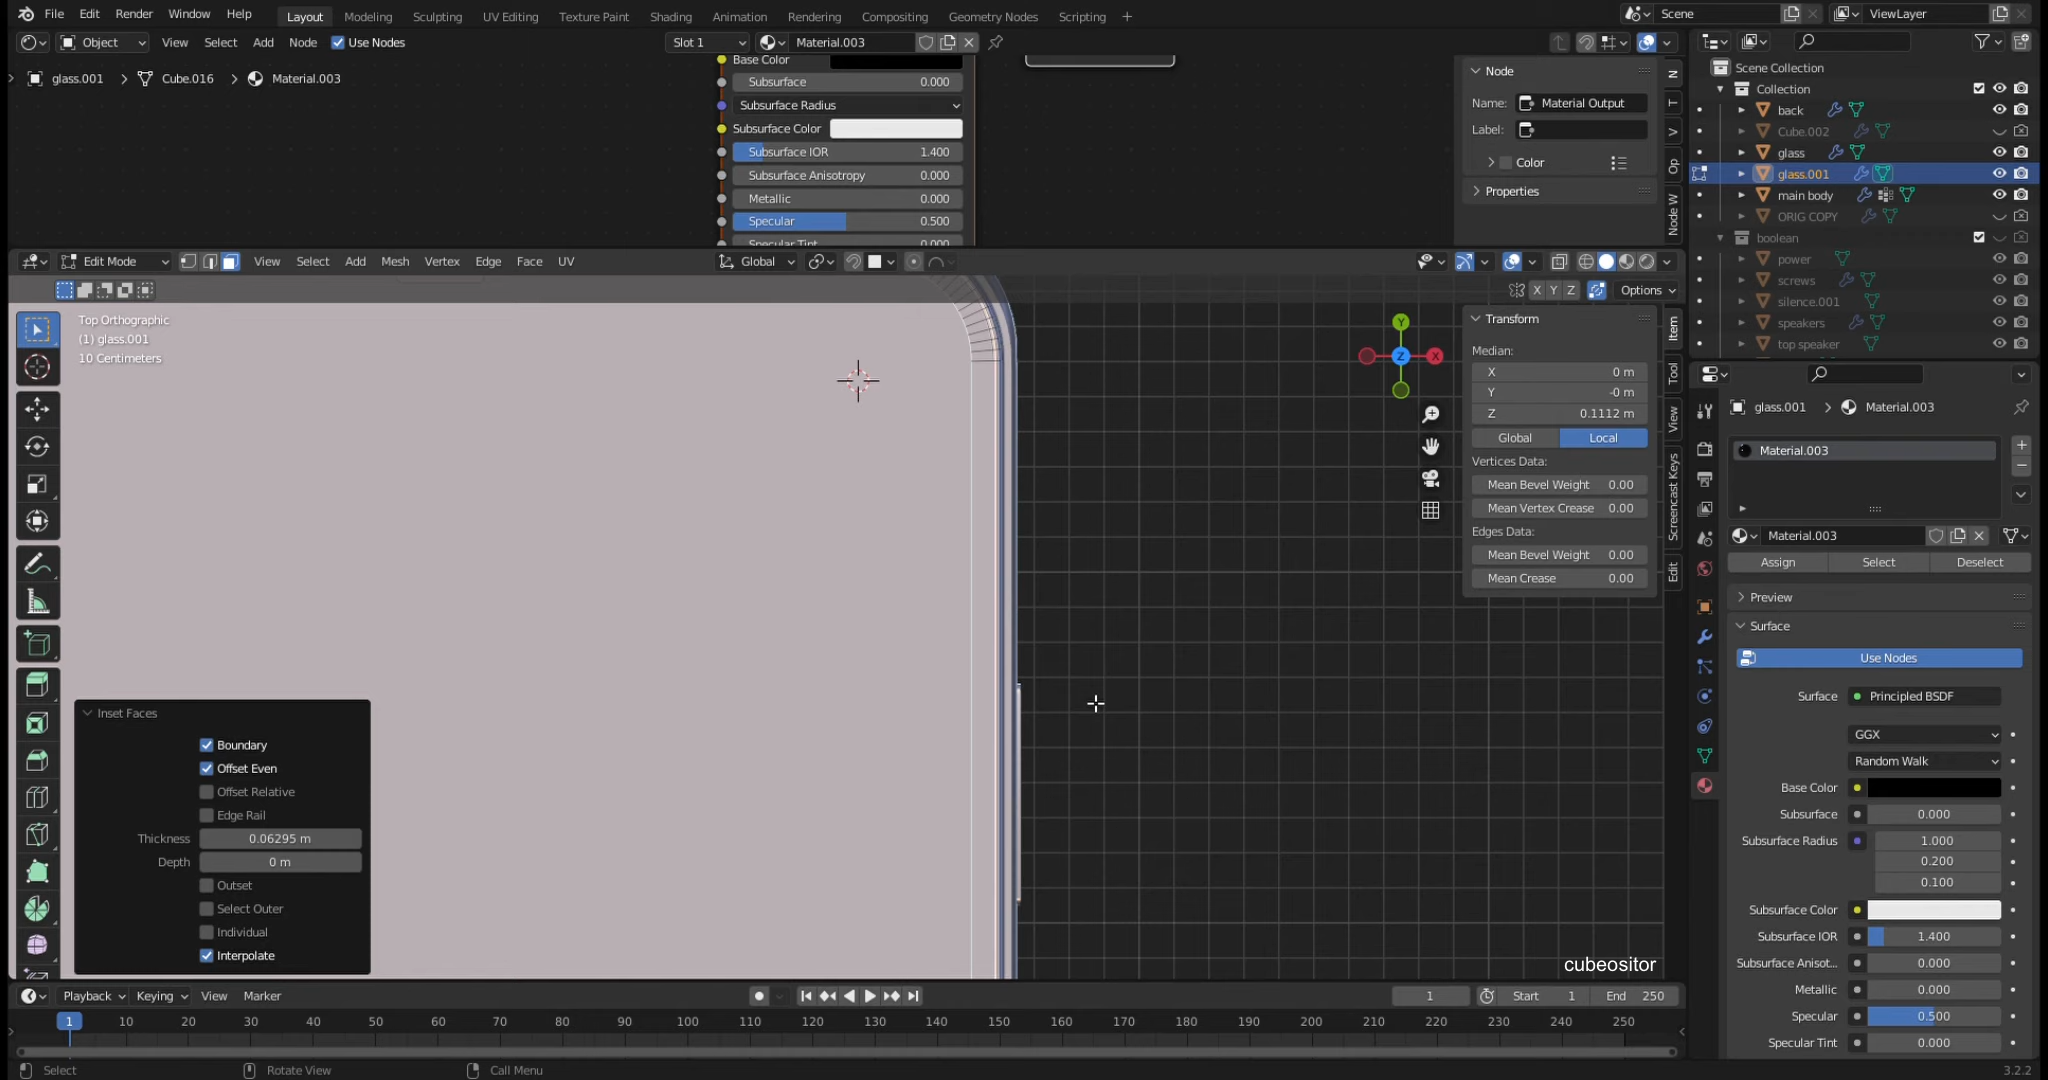 File Edit Render Window Help Layout Modeling Sculpting UV Editing Texture Paint Shading Animation Rendering Compositing Geometry Nodes Scripting + Scene ViewLayer
Object View Select Add Node Use Nodes Slot 1 Material.003
glass.001 Cube.016 Material.003
Base Color
Subsurface 0.000
Subsurface Radius
Subsurface Color
Subsurface IOR 1.400
Subsurface Anisotropy 0.000
Metallic 0.000
Specular 0.500
Specular Tint 0.000
Node
Name: Material Output
Label:
Color
Properties
N
T
V
Op
Node W
Scene Collection
Collection
back
Cube.002
glass
glass.001
main body
ORIG COPY
boolean
power
screws
silence.001
speakers
top speaker
Edit Mode View Select Add Mesh Vertex Edge Face UV Global
X Y Z Options
Top Orthographic
(1) glass.001
10 Centimeters
Y
X
Z
Transform
Median:
X 0 m
Y -0 m
Z 0.1112 m
Global Local
Vertices Data:
Mean Bevel Weight 0.00
Mean Vertex Crease 0.00
Edges Data:
Mean Bevel Weight 0.00
Mean Crease 0.00
Item
Tool
View
Screencast Keys
Edit
Inset Faces
Boundary
Offset Even
Offset Relative
Edge Rail
Thickness 0.06295 m
Depth 0 m
Outset
Select Outer
Individual
Interpolate
cubeositor
glass.001 Material.003
Material.003
Material.003
Assign Select Deselect
Preview
Surface
Use Nodes
Surface Principled BSDF
GGX
Random Walk
Base Color
Subsurface 0.000
Subsurface Radius 1.000
0.200
0.100
Subsurface Color
Subsurface IOR 1.400
Subsurface Anisot... 0.000
Metallic 0.000
Specular 0.500
Specular Tint 0.000
Playback Keying View Marker 1 Start 1 End 250
1 10 20 30 40 50 60 70 80 90 100 110 120 130 140 150 160 170 180 190 200 210 220 230 240 250
Select Rotate View Call Menu 3.2.2